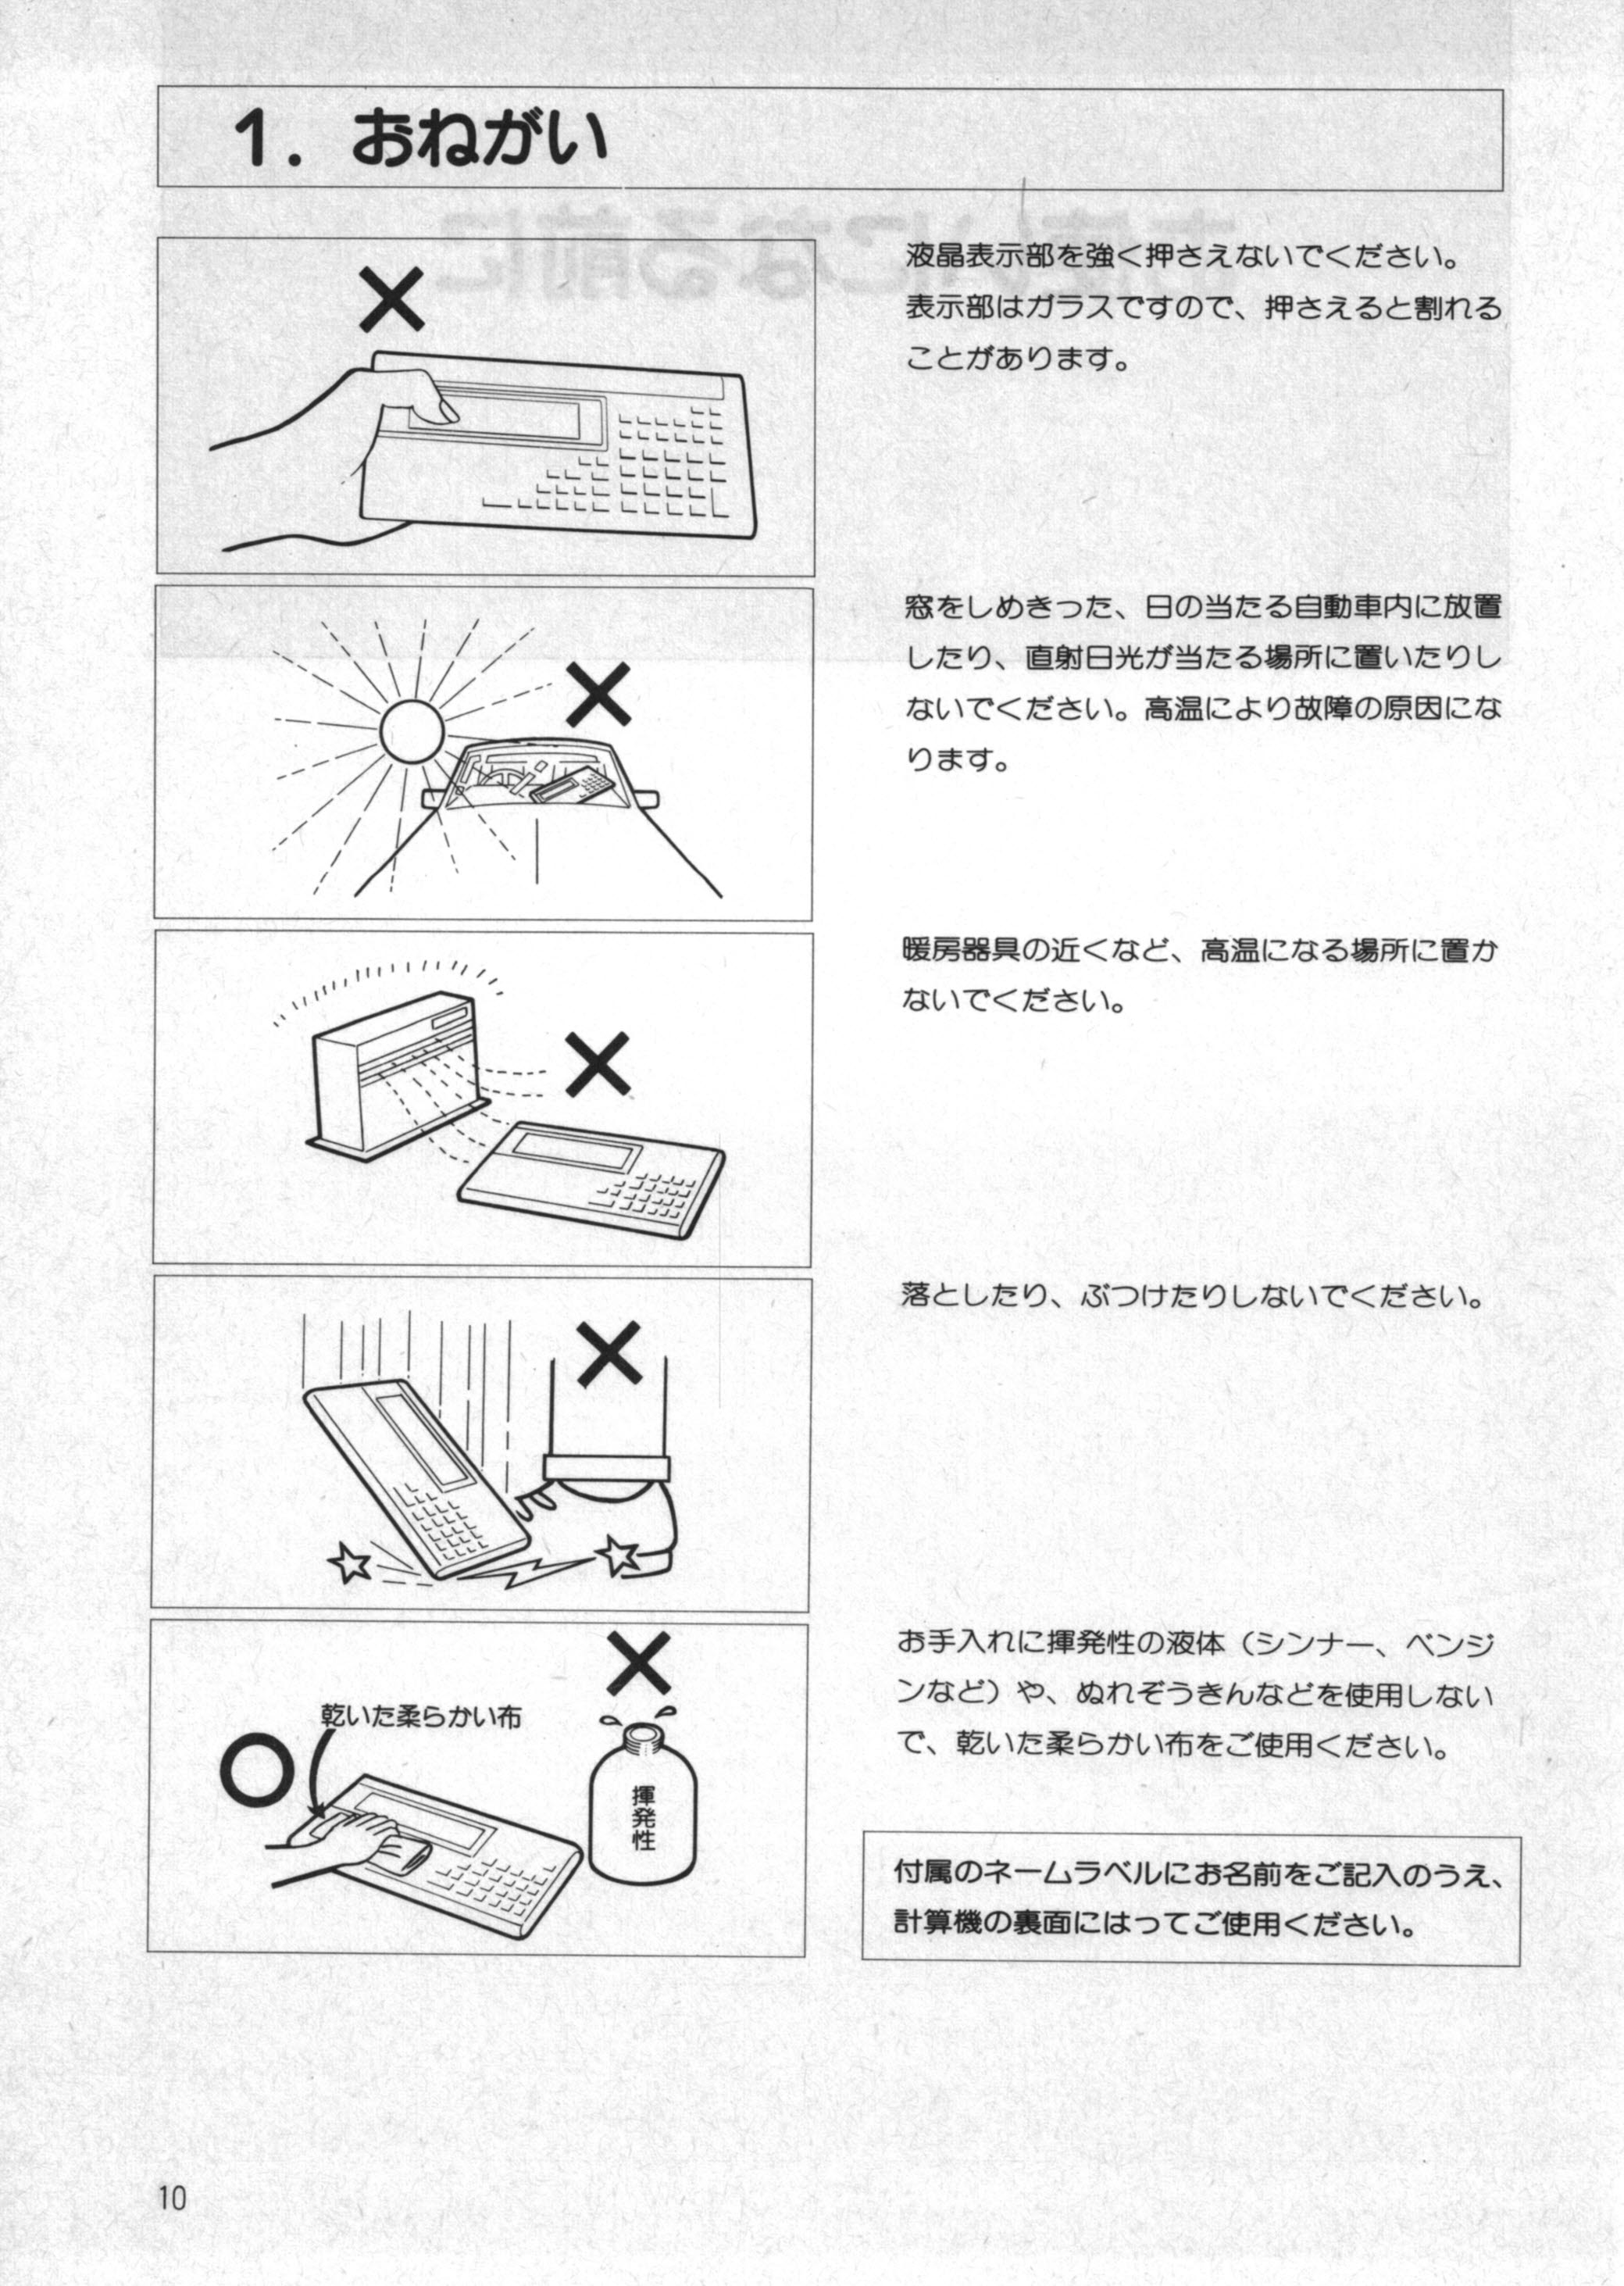 1. おねがい
液晶表示部を強く押さえないでください。
表示部はガラスですので、押さえると割れる
ことがあります。
窓をしめきった、日の当たる自動車内に放置
したり、直射日光が当たる場所に置いたりし
ないでください。高温により故障の原因にな
ります。
暖房器具の近くなど、高温になる場所に置か
ないでください。
落としたり、ぶつけたりしないでください。
乾いた柔らかい布
揮発性
お手入れに揮発性の液体（シンナー、ベンジ
ンなど）や、ぬれぞうきんなどを使用しない
で、乾いた柔らかい布をご使用ください。
付属のネームラベルにお名前をご記入のうえ、
計算機の裏面にはってご使用ください。
10